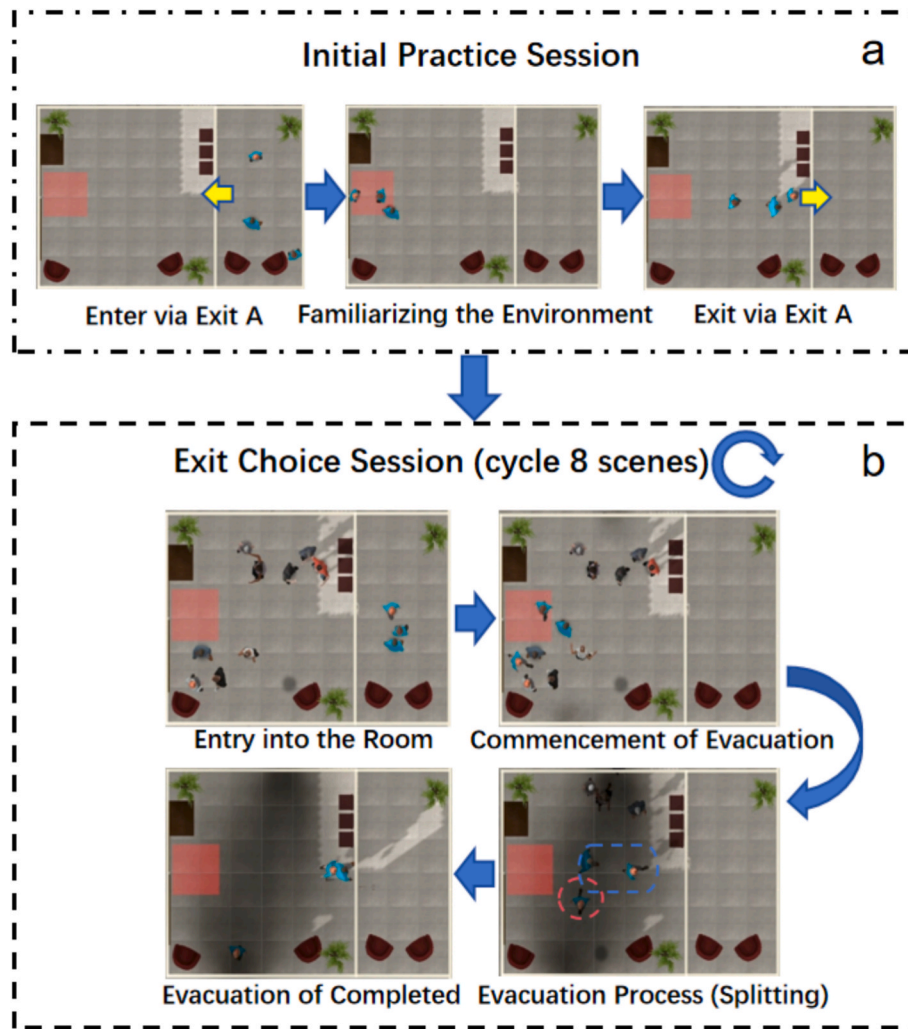 Initial Practice Session
a
Enter via Exit A
Familiarizing the Environment
Exit via Exit A
Exit Choice Session (cycle 8 scenes)
b
Entry into the Room
Commencement of Evacuation
Evacuation of Completed
Evacuation Process (Splitting)